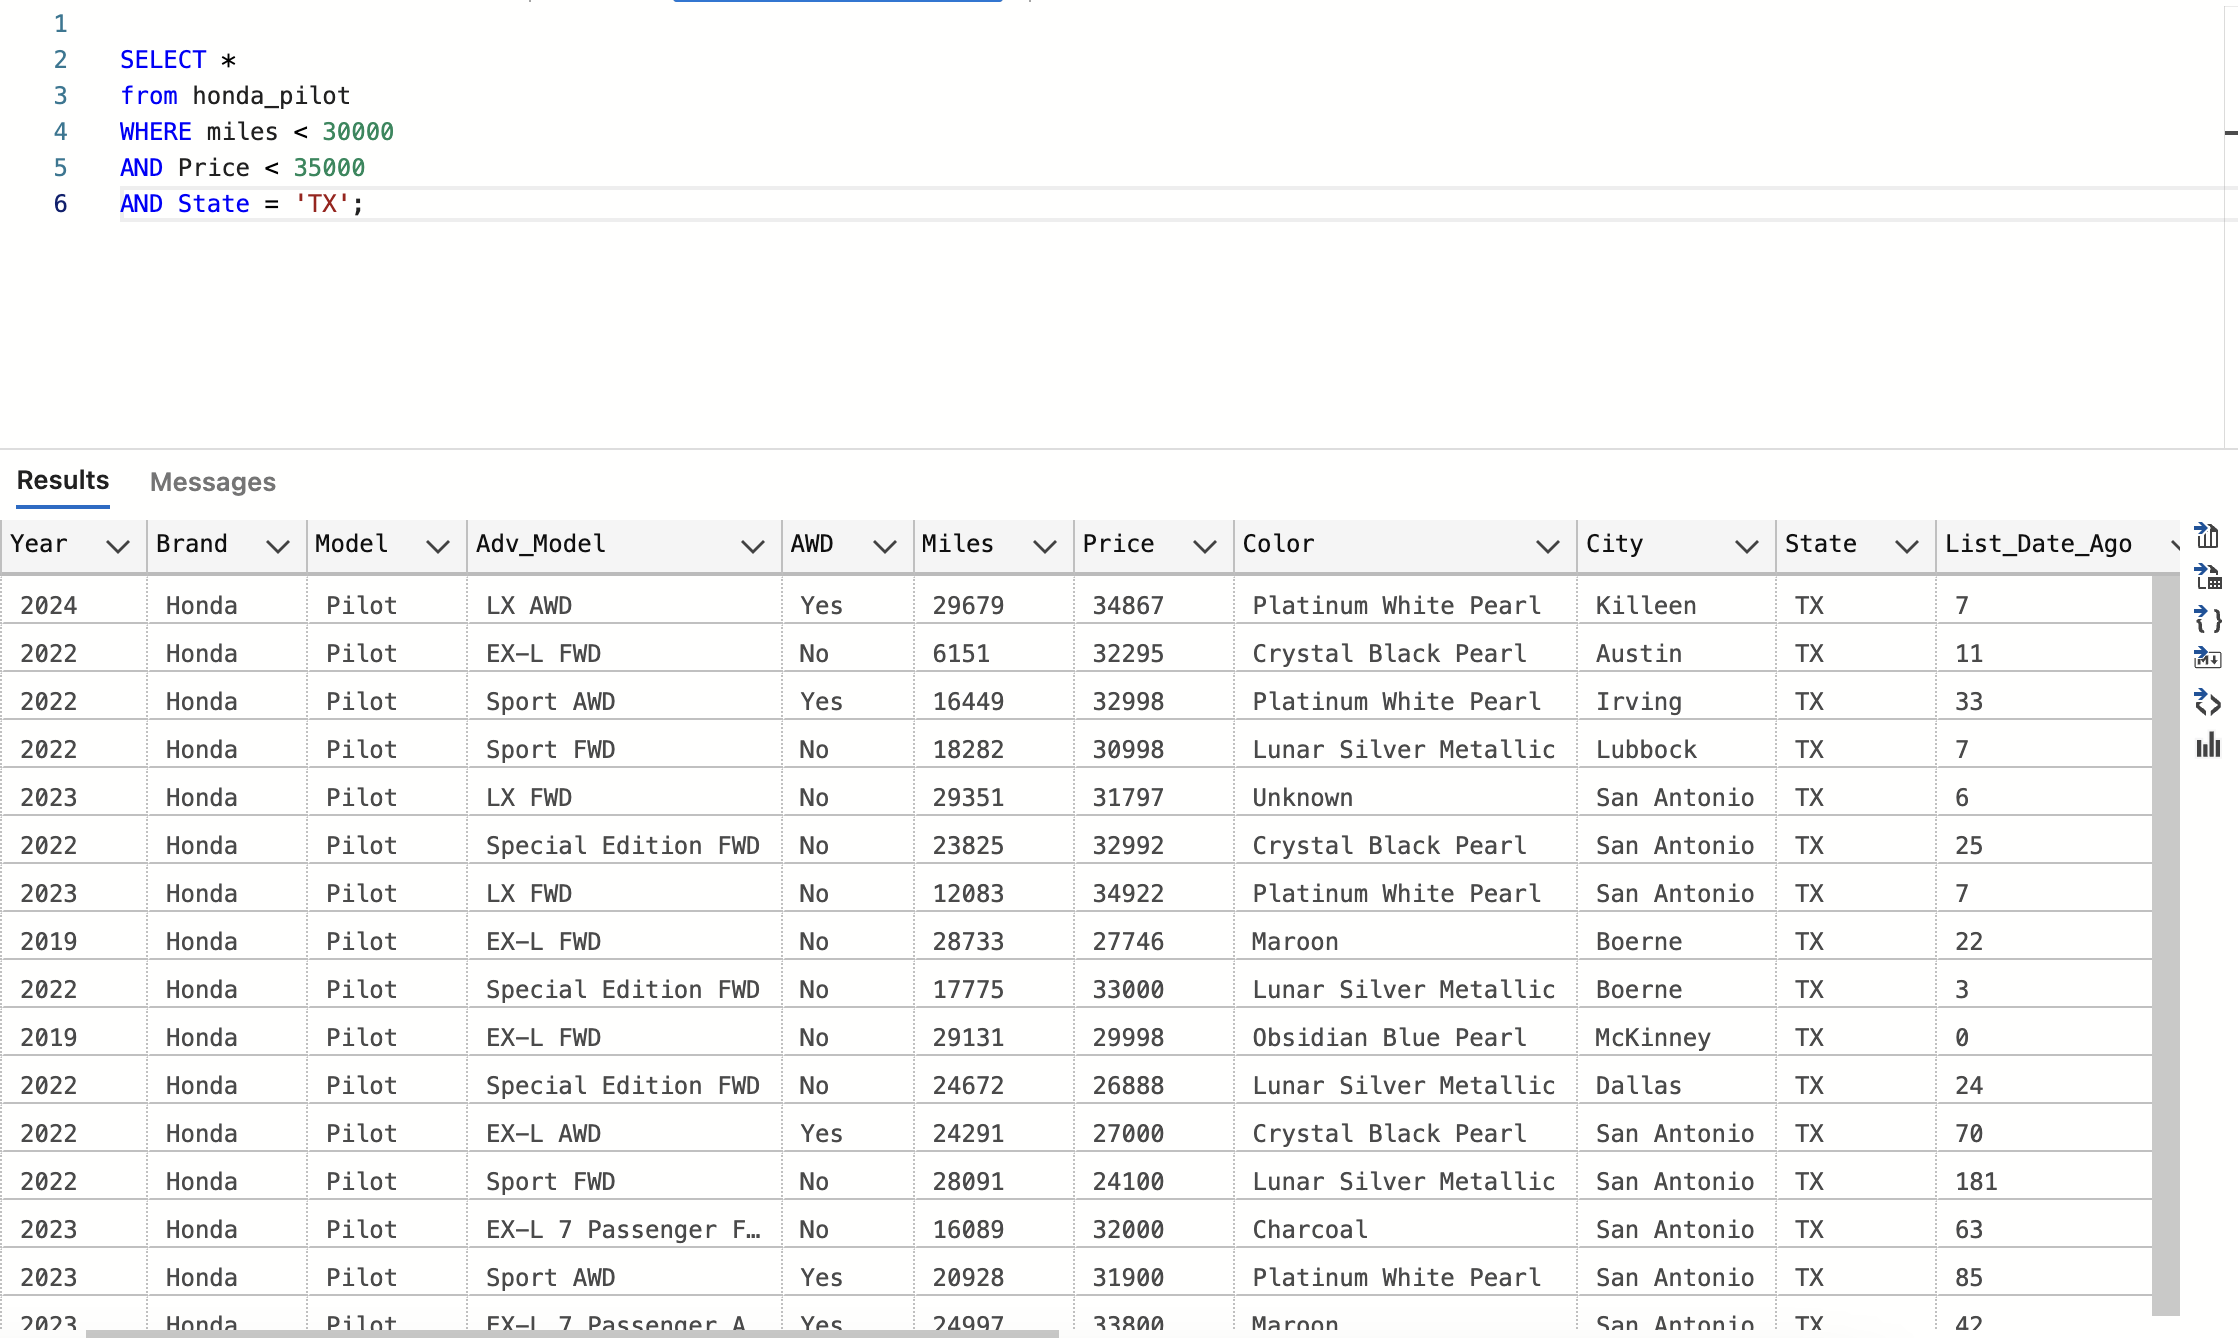 1
2 SELECT *
3 from honda_pilot
4 WHERE miles < 30000
5 AND Price < 35000
6 AND State = 'TX';
Results Messages
Year Brand Model Adv_Model AWD Miles Price Color City State List_Date_Ago
2024 Honda Pilot LX AWD Yes 29679 34867 Platinum White Pearl Killeen TX 7
2022 Honda Pilot EX-L FWD No 6151 32295 Crystal Black Pearl Austin TX 11
2022 Honda Pilot Sport AWD Yes 16449 32998 Platinum White Pearl Irving TX 33
2022 Honda Pilot Sport FWD No 18282 30998 Lunar Silver Metallic Lubbock TX 7
2023 Honda Pilot LX FWD No 29351 31797 Unknown San Antonio TX 6
2022 Honda Pilot Special Edition FWD No 23825 32992 Crystal Black Pearl San Antonio TX 25
2023 Honda Pilot LX FWD No 12083 34922 Platinum White Pearl San Antonio TX 7
2019 Honda Pilot EX-L FWD No 28733 27746 Maroon Boerne TX 22
2022 Honda Pilot Special Edition FWD No 17775 33000 Lunar Silver Metallic Boerne TX 3
2019 Honda Pilot EX-L FWD No 29131 29998 Obsidian Blue Pearl McKinney TX 0
2022 Honda Pilot Special Edition FWD No 24672 26888 Lunar Silver Metallic Dallas TX 24
2022 Honda Pilot EX-L AWD Yes 24291 27000 Crystal Black Pearl San Antonio TX 70
2022 Honda Pilot Sport FWD No 28091 24100 Lunar Silver Metallic San Antonio TX 181
2023 Honda Pilot EX-L 7 Passenger F… No 16089 32000 Charcoal San Antonio TX 63
2023 Honda Pilot Sport AWD Yes 20928 31900 Platinum White Pearl San Antonio TX 85
2023 Honda Pilot EX-L 7 Passenger A Yes 24997 33800 Maroon San Antonio TX 42